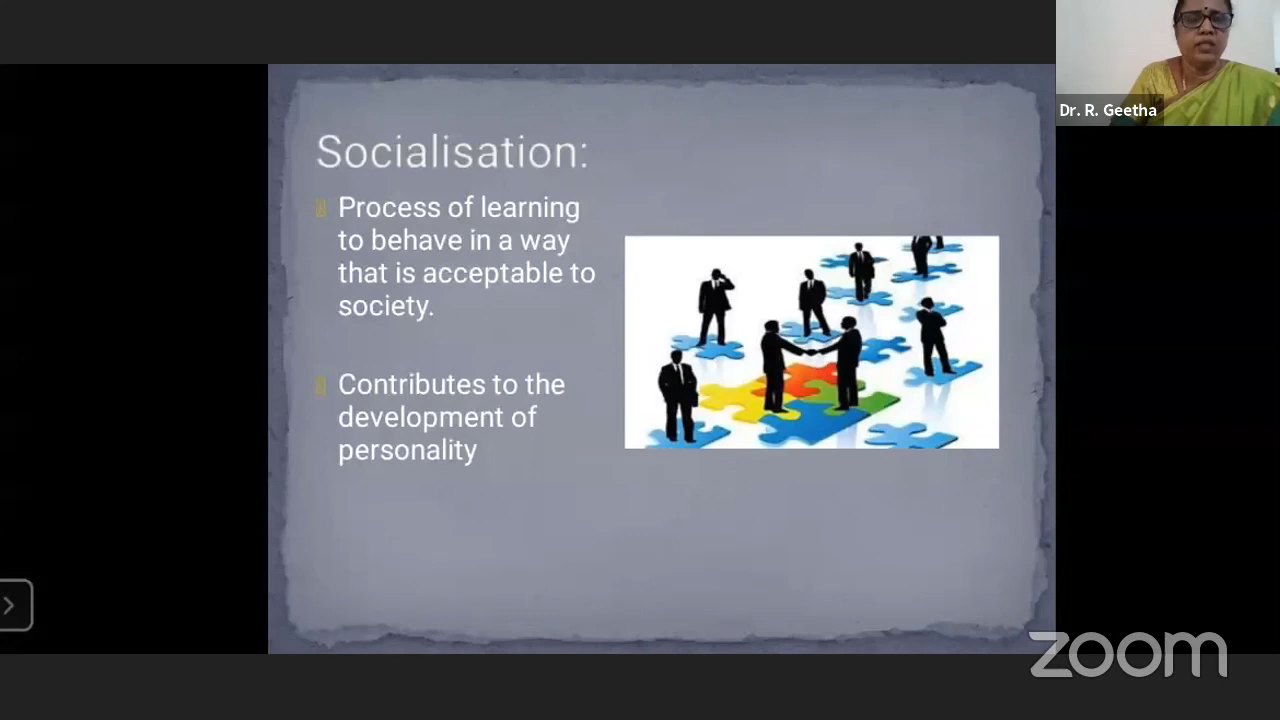 Dr. R. Geetha
Socialisation:
Process of learning
to behave in a way
that is acceptable to
society.
Contributes to the
development of
personality
zoom